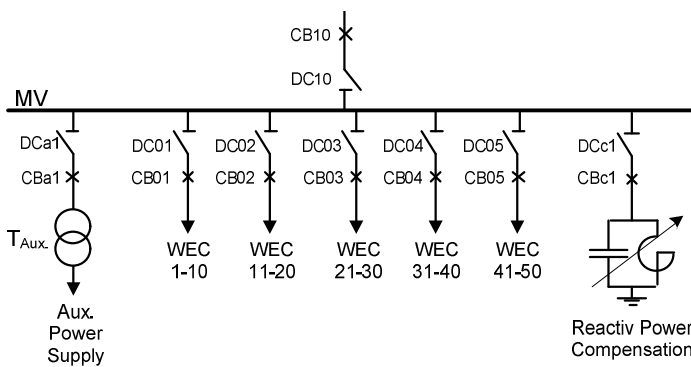 CB10
DC10
MV
DCa1
DC01
DC02
DC03
DC04
DC05
DCc1
CBa1
CB01
CB02
CB03
CB04
CB05
CBc1
TAux.
WEC
1-10
WEC
11-20
WEC
21-30
WEC
31-40
WEC
41-50
Aux.
Power
Supply
Reactiv Power
Compensation